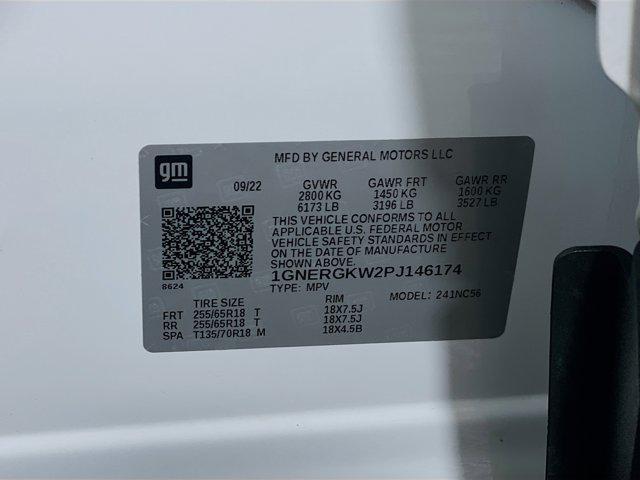 gm
MFD BY GENERAL MOTORS LLC
09/22 GVWR GAWR FRT GAWR RR
2800 KG 1450 KG 1600 KG
6173 LB 3196 LB 3527 LB
THIS VEHICLE CONFORMS TO ALL
APPLICABLE U.S. FEDERAL MOTOR
VEHICLE SAFETY STANDARDS IN EFFECT
ON THE DATE OF MANUFACTURE
SHOWN ABOVE.
8624
1GNERGKW2PJ146174
TYPE: MPV MODEL: 241NC56
TIRE SIZE RIM
FRT 255/65R18 T 18X7.5J
RR 255/65R18 T 18X7.5J
SPA T135/70R18 M 18X4.5B